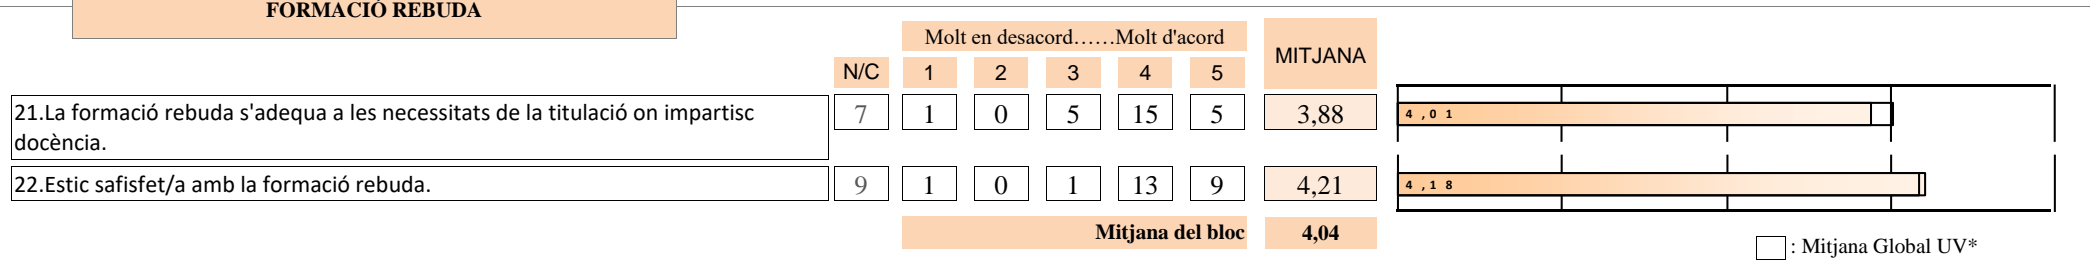 FORMACIÓ REBUDA
Molt en desacord……Molt d'acord
MITJANA
N/C 1 2 3 4 5
21.La formació rebuda s'adequa a les necessitats de la titulació on impartisc 7 1 0 5 15 5 3,88 4,01
docència.
22.Estic safisfet/a amb la formació rebuda. 9 1 0 1 13 9 4,21 4,18
Mitjana del bloc 4,04
: Mitjana Global UV*